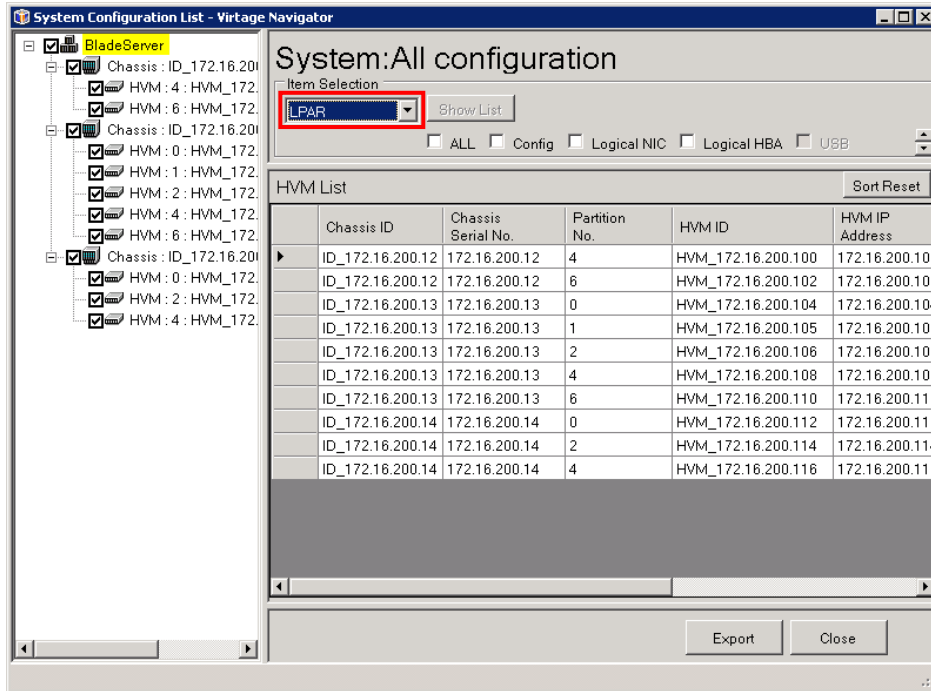 System Configuration List - Virtage Navigator
BladeServer
Chassis : ID_172.16.20
HVM : 4 : HVM_172.
HVM : 6 : HVM_172.
Chassis : ID_172.16.20
HVM : 0 : HVM_172.
HVM : 1 : HVM_172.
HVM : 2 : HVM_172.
HVM : 4 : HVM_172.
HVM : 6 : HVM_172.
Chassis : ID_172.16.20
HVM : 0 : HVM_172.
HVM : 2 : HVM_172.
HVM : 4 : HVM_172.
System:All configuration
Item Selection
LPAR Show List
ALL Config Logical NIC Logical HBA USB
HVM List Sort Reset
Chassis ID Chassis Serial No. Partition No. HVM ID HVM IP Address
ID_172.16.200.12 172.16.200.12 4 HVM_172.16.200.100 172.16.200.10
ID_172.16.200.12 172.16.200.12 6 HVM_172.16.200.102 172.16.200.10
ID_172.16.200.13 172.16.200.13 0 HVM_172.16.200.104 172.16.200.10
ID_172.16.200.13 172.16.200.13 1 HVM_172.16.200.105 172.16.200.10
ID_172.16.200.13 172.16.200.13 2 HVM_172.16.200.106 172.16.200.10
ID_172.16.200.13 172.16.200.13 4 HVM_172.16.200.108 172.16.200.10
ID_172.16.200.13 172.16.200.13 6 HVM_172.16.200.110 172.16.200.11
ID_172.16.200.14 172.16.200.14 0 HVM_172.16.200.112 172.16.200.11
ID_172.16.200.14 172.16.200.14 2 HVM_172.16.200.114 172.16.200.11
ID_172.16.200.14 172.16.200.14 4 HVM_172.16.200.116 172.16.200.11
Export Close